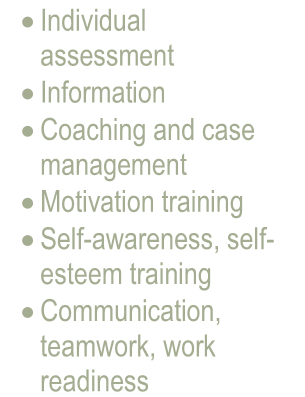 • Individual
assessment
• Information
• Coaching and case
management
• Motivation training
• Self-awareness, self-
esteem training
• Communication,
teamwork, work
readiness